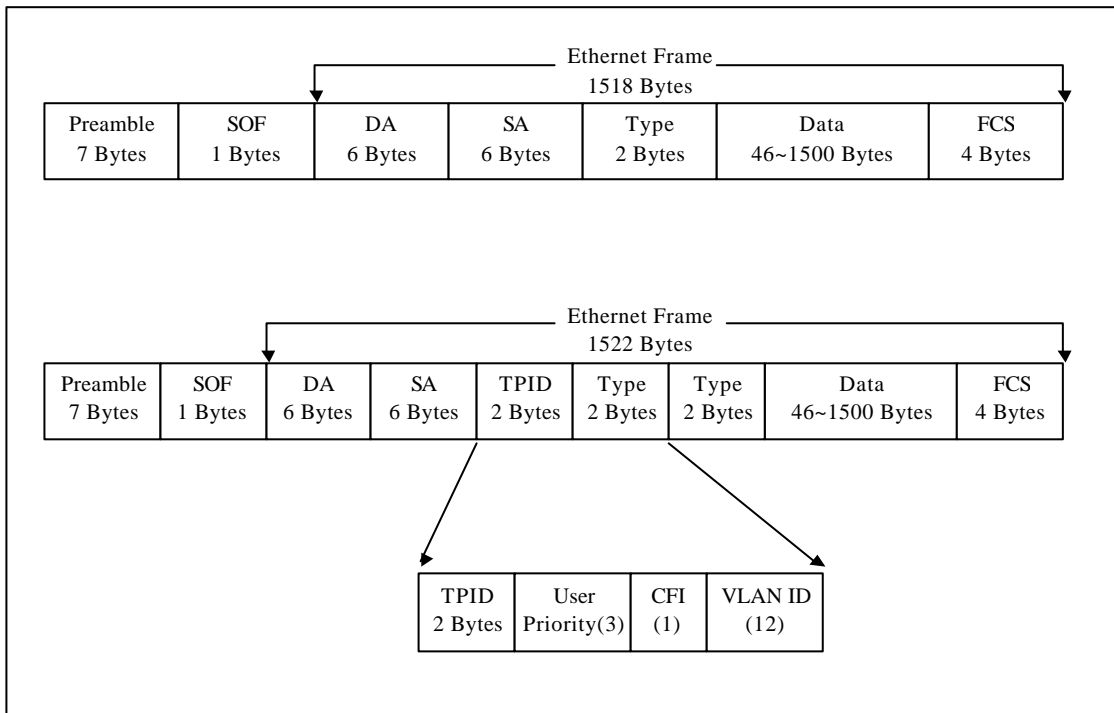 Ethernet Frame
1518 Bytes
Preamble SOF DA SA Type Data FCS
7 Bytes 1 Bytes 6 Bytes 6 Bytes 2 Bytes 46~1500 Bytes 4 Bytes
Ethernet Frame
1522 Bytes
Preamble SOF DA SA TPID Type Type Data FCS
7 Bytes 1 Bytes 6 Bytes 6 Bytes 2 Bytes 2 Bytes 2 Bytes 46~1500 Bytes 4 Bytes
TPID User CFI VLAN ID
2 Bytes Priority(3) (1) (12)